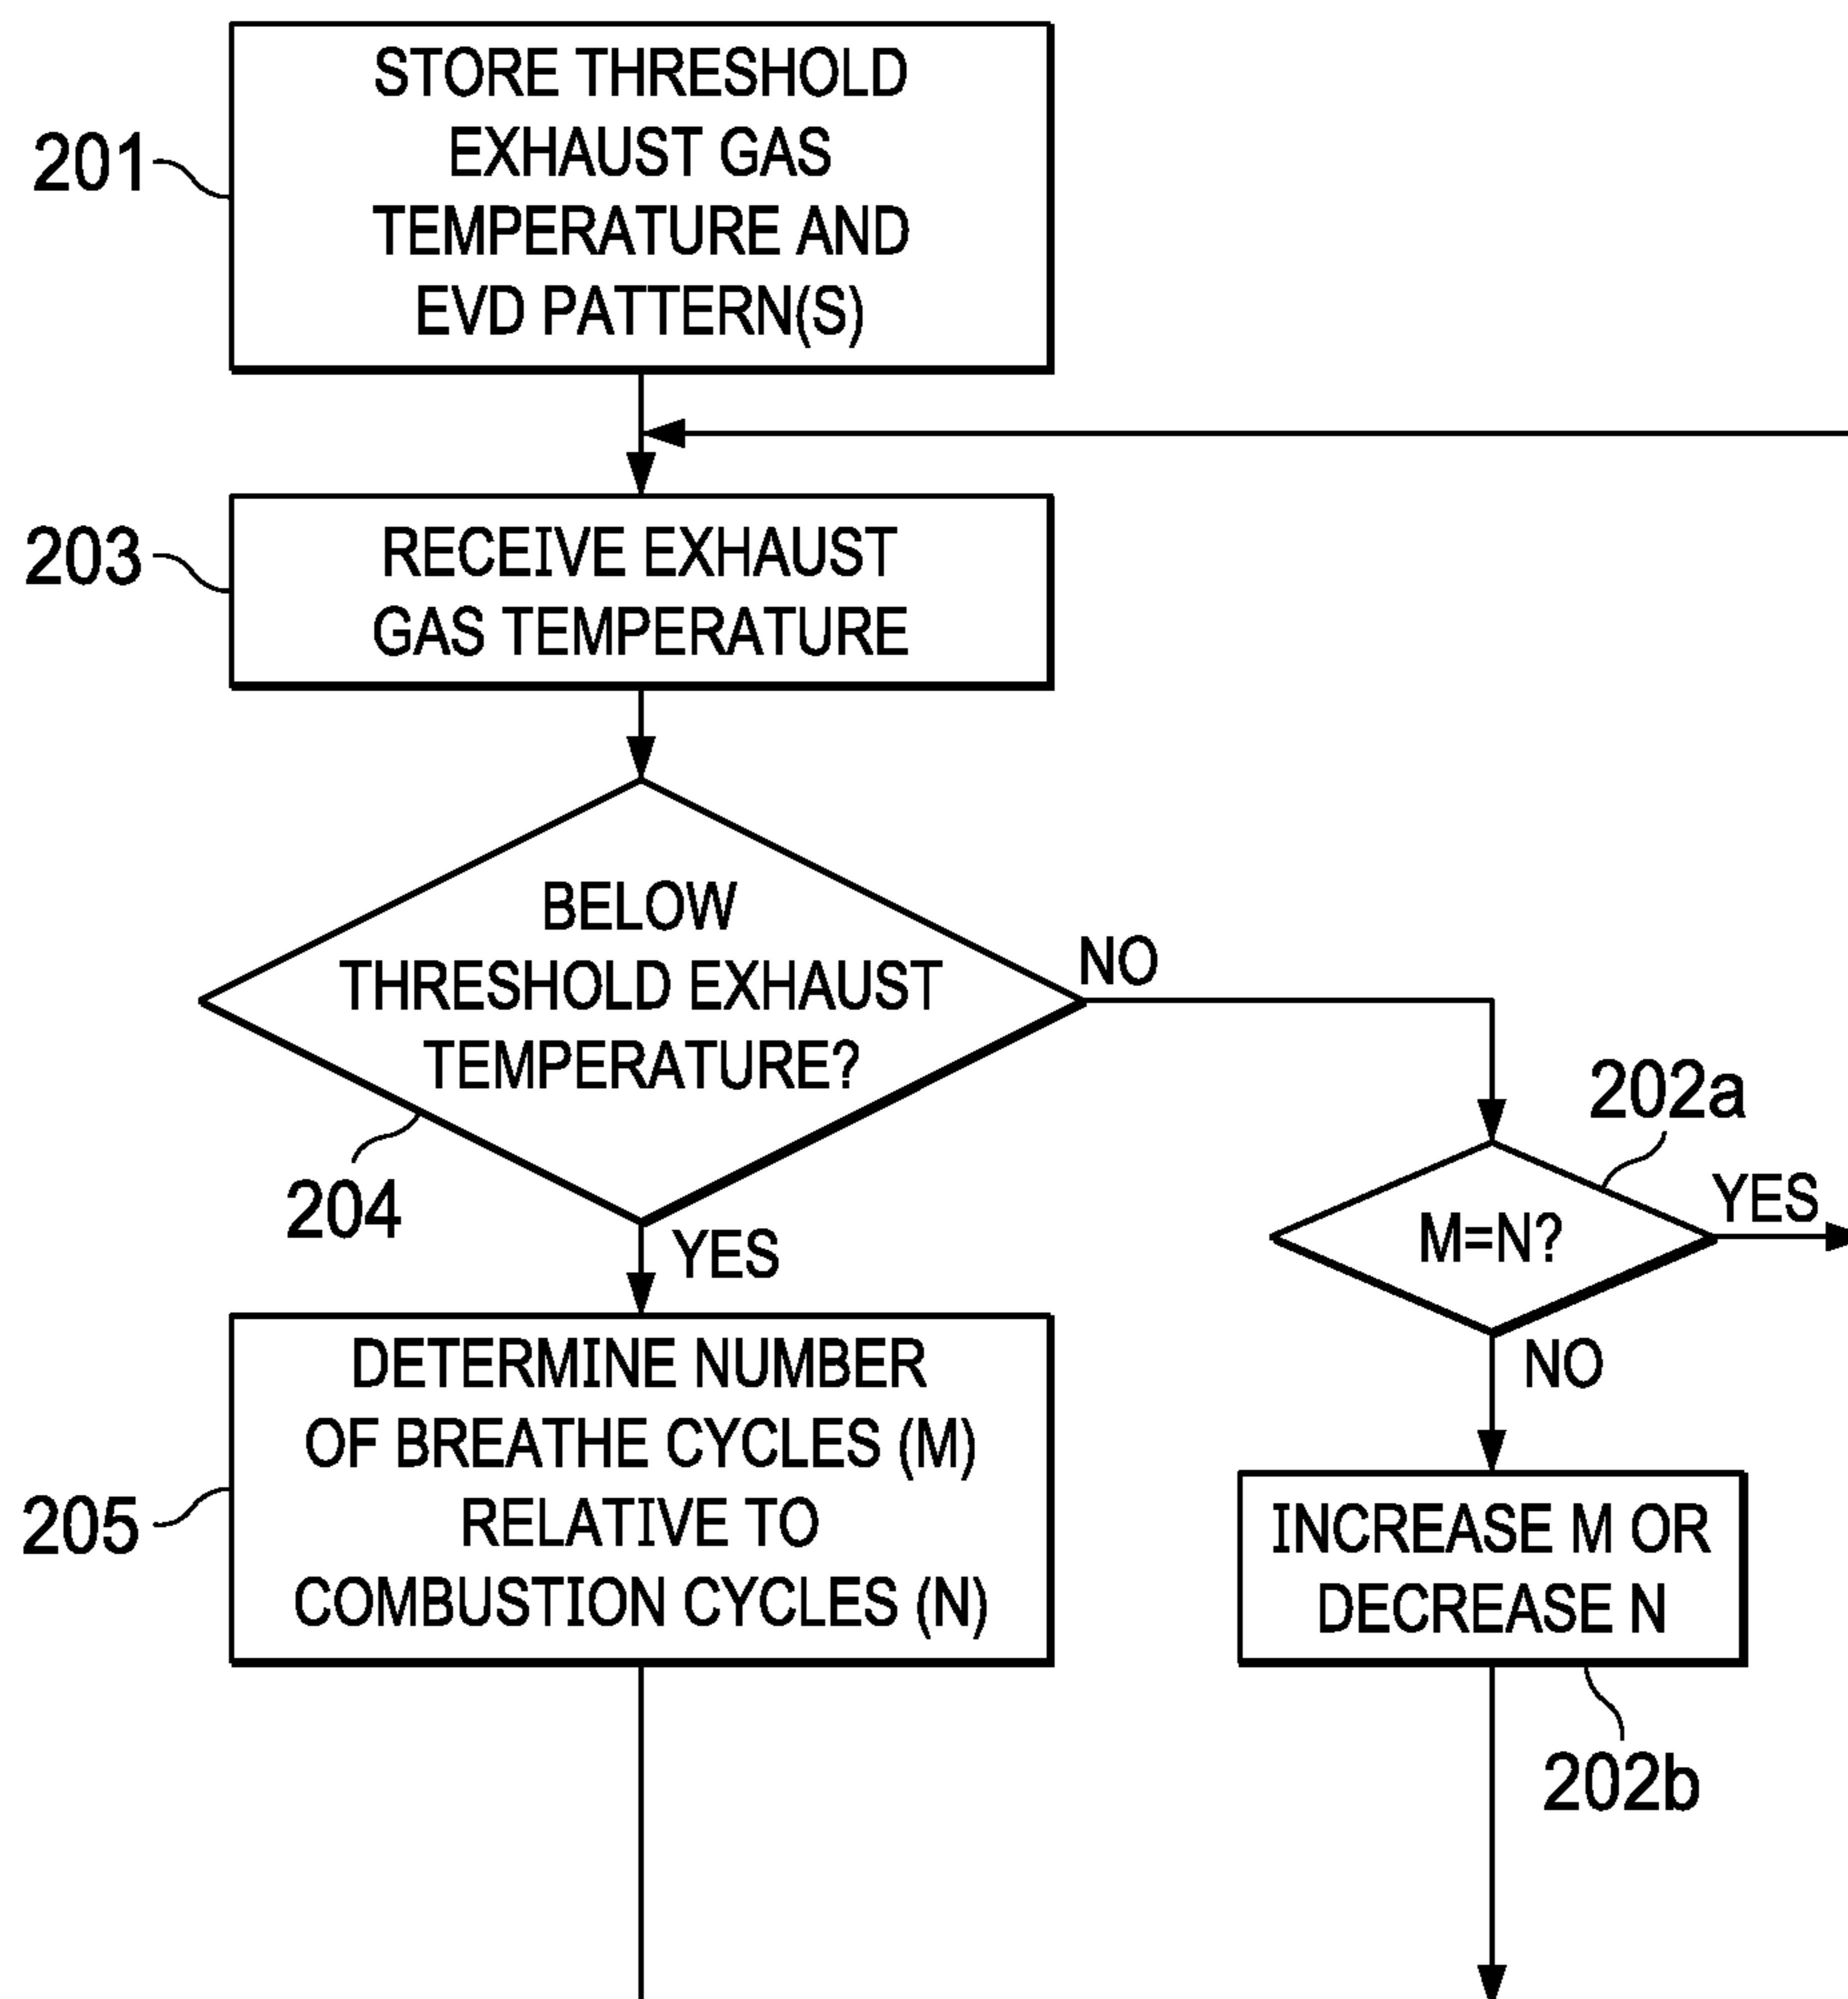 STORE THRESHOLD
EXHAUST GAS
TEMPERATURE AND
EVD PATTERN(S)
201
203
RECEIVE EXHAUST
GAS TEMPERATURE
BELOW
THRESHOLD EXHAUST
TEMPERATURE?
NO
204
YES
202a
M=N?
YES
NO
205
DETERMINE NUMBER
OF BREATHE CYCLES (M)
RELATIVE TO
COMBUSTION CYCLES (N)
INCREASE M OR
DECREASE N
202b